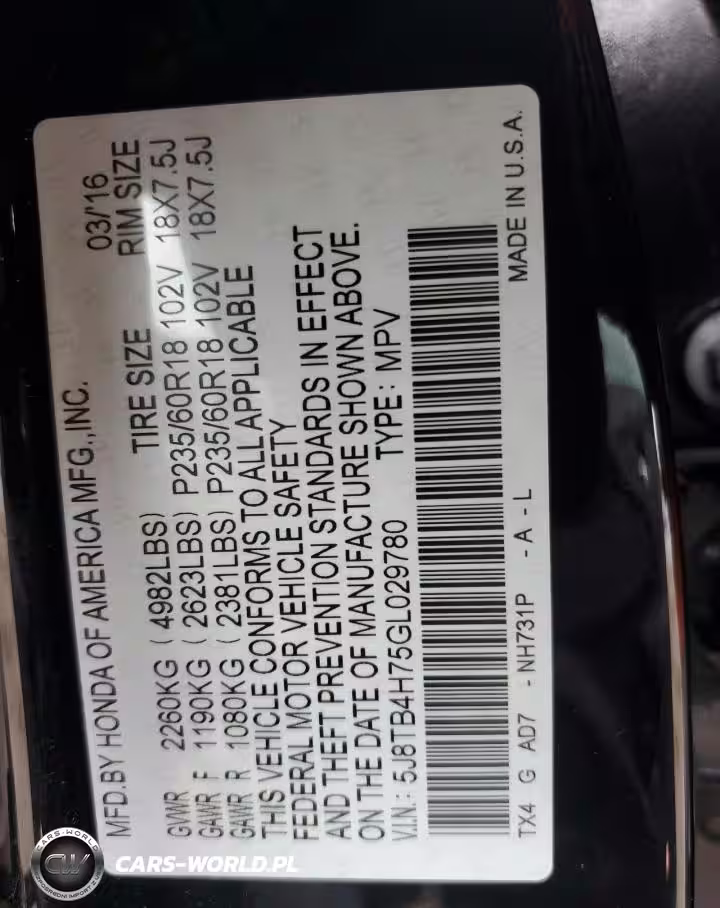 MFD.BY HONDA OF AMERICA MFG.,INC. 03/'16
TIRE SIZE RIM SIZE
GVWR 2260KG ( 4982LBS)
GAWR F 1190KG ( 2623LBS) P235/60R18 102V 18X7.5J
GAWR R 1080KG ( 2381LBS) P235/60R18 102V 18X7.5J
THIS VEHICLE CONFORMS TO ALL APPLICABLE
FEDERAL MOTOR VEHICLE SAFETY
AND THEFT PREVENTION STANDARDS IN EFFECT
ON THE DATE OF MANUFACTURE SHOWN ABOVE.
V.I.N.: 5J8TB4H75GL029780 TYPE: MPV
TX4 G AD7 - NH731P - A - L MADE IN U.S.A.
CARS-WORLD
CW
CARS-WORLD.PL